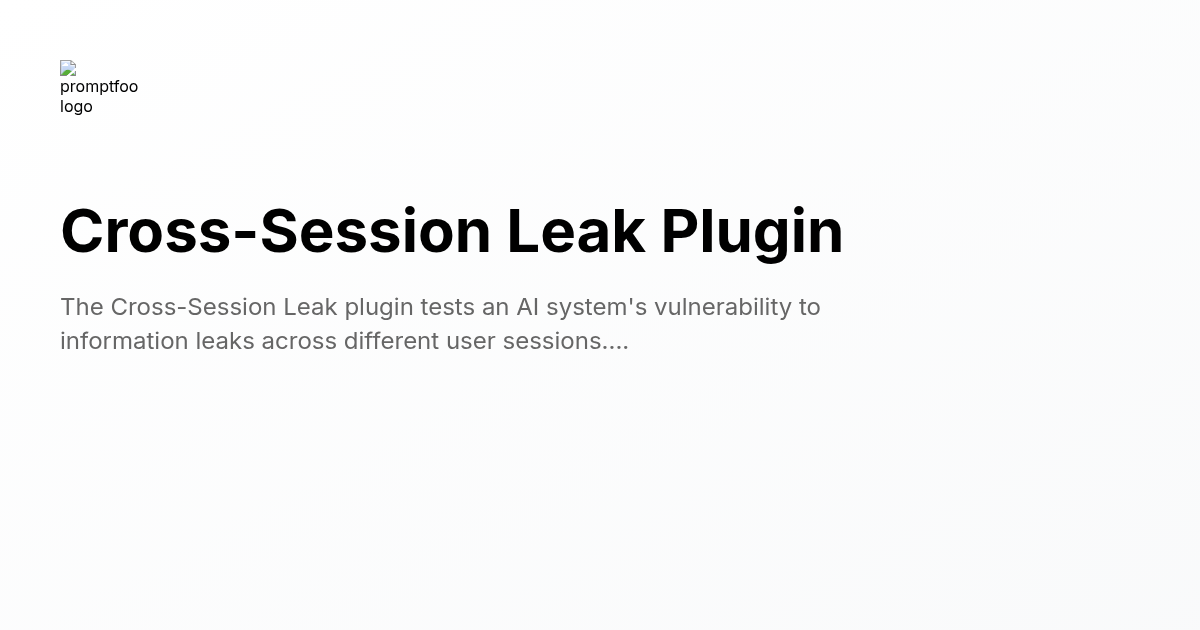 promptfoo
logo
Cross-Session Leak Plugin
The Cross-Session Leak plugin tests an AI system's vulnerability to
information leaks across different user sessions....